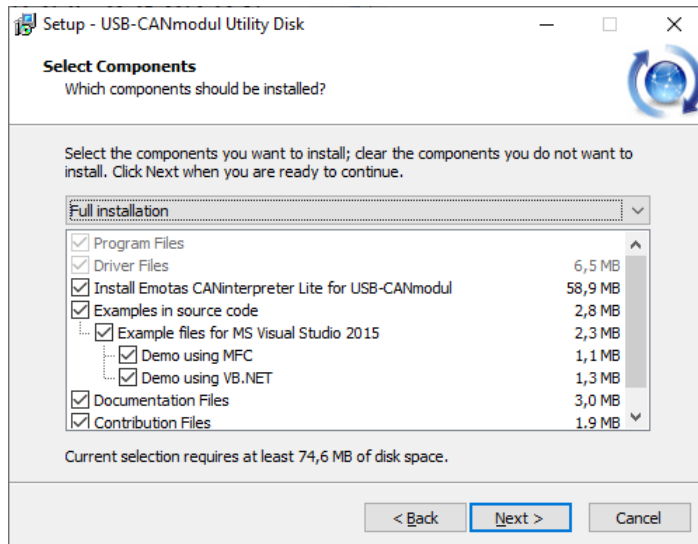 Setup - USB-CANmodul Utility Disk
Select Components
Which components should be installed?
Select the components you want to install; clear the components you do not want to
install. Click Next when you are ready to continue.
Full installation
Program Files
Driver Files 6,5 MB
Install Emotas CANinterpreter Lite for USB-CANmodul 58,9 MB
Examples in source code 2,8 MB
Example files for MS Visual Studio 2015 2,3 MB
Demo using MFC 1,1 MB
Demo using VB.NET 1,3 MB
Documentation Files 3,0 MB
Contribution Files 1,9 MB
Current selection requires at least 74,6 MB of disk space.
< Back Next > Cancel